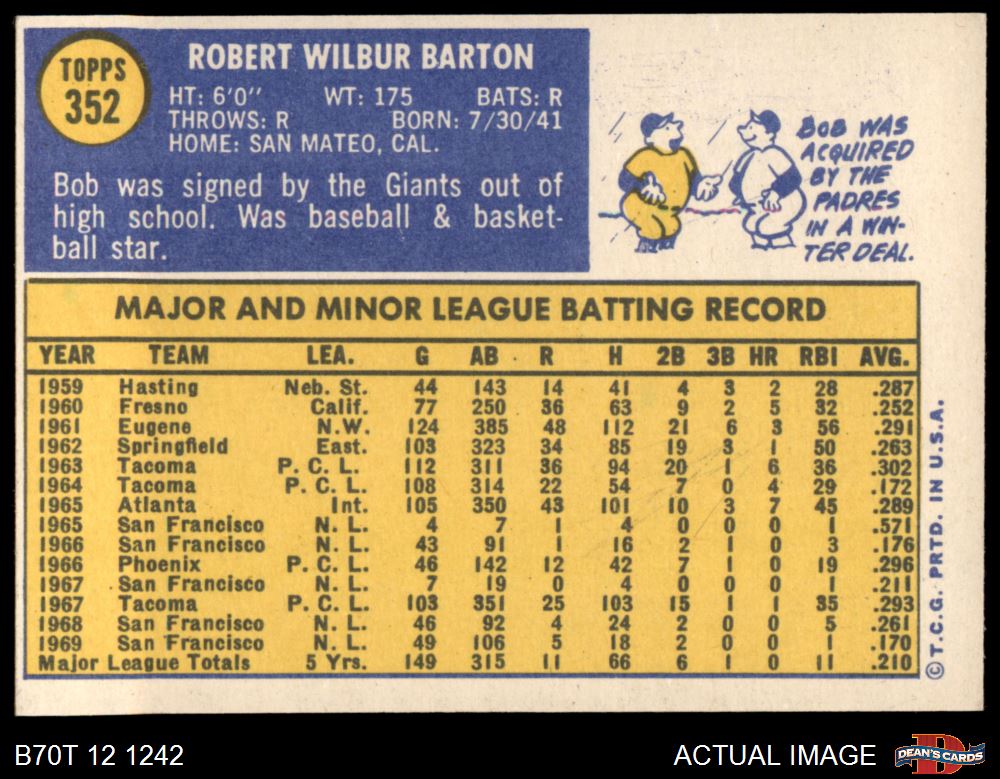 TOPPS
352
ROBERT WILBUR BARTON
HT: 6'0" WT: 175 BATS: R
THROWS: R BORN: 7/30/41
HOME: SAN MATEO, CAL.
Bob was signed by the Giants out of
high school. Was baseball & basket-
ball star.
BOB WAS
ACQUIRED
BY THE
PADRES
IN A WIN-
TER DEAL.
MAJOR AND MINOR LEAGUE BATTING RECORD
YEAR TEAM LEA. G AB R H 2B 3B HR RBI AVG.
1959 Hasting Neb. St. 44 143 14 41 4 3 2 28 .287
1960 Fresno Calif. 77 250 36 63 9 2 5 32 .252
1961 Eugene N.W. 124 385 48 112 21 6 3 56 .291
1962 Springfield East. 103 323 34 85 19 3 1 50 .263
1963 Tacoma P. C. L. 112 311 36 94 20 1 6 36 .302
1964 Tacoma P. C. L. 108 314 22 54 7 0 4 29 .172
1965 Atlanta Int. 105 350 43 101 10 3 7 45 .289
1965 San Francisco N. L. 4 7 1 4 0 0 0 1 .571
1966 San Francisco N. L. 43 91 1 16 2 1 0 3 .176
1966 Phoenix P. C. L. 46 142 12 42 7 1 0 19 .296
1967 San Francisco N. L. 7 19 0 4 0 0 0 1 .211
1967 Tacoma P. C. L. 103 351 25 103 15 1 1 35 .293
1968 San Francisco N. L. 46 92 4 24 2 0 0 5 .261
1969 San Francisco N. L. 49 106 5 18 2 0 0 1 .170
Major League Totals 5 Yrs. 149 315 11 66 6 1 0 11 .210
© T.C.G. PRTD. IN U.S.A.
B70T 12 1242
ACTUAL IMAGE
D
DEAN'S CARDS